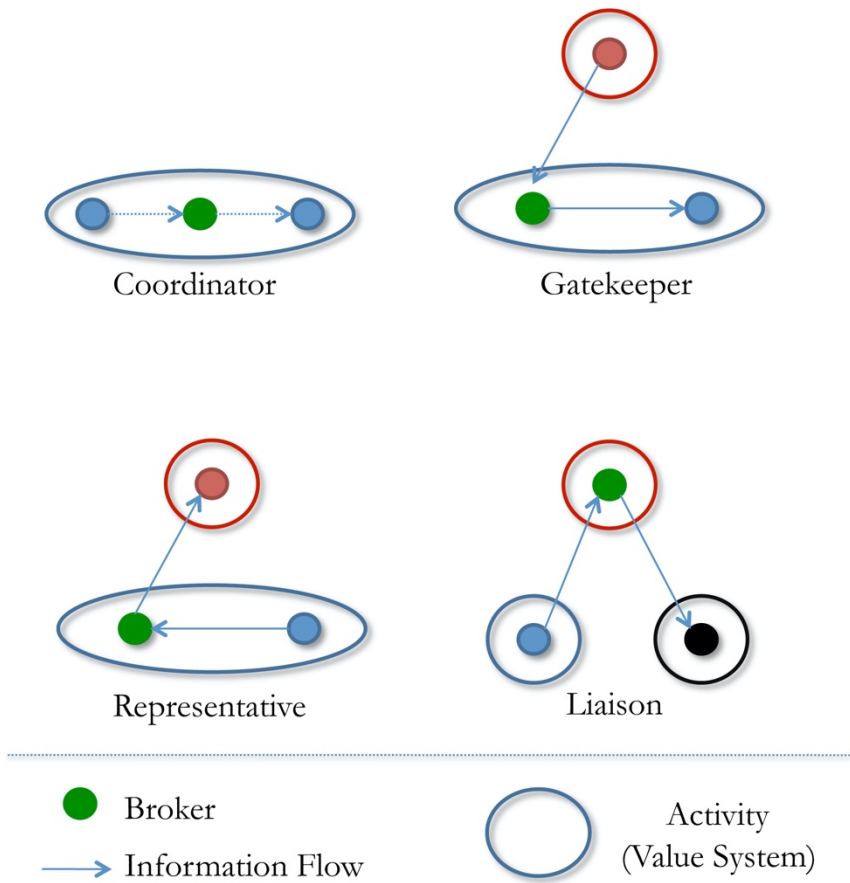 Coordinator
Gatekeeper
Representative
Liaison
Broker
Information Flow
Activity
(Value System)